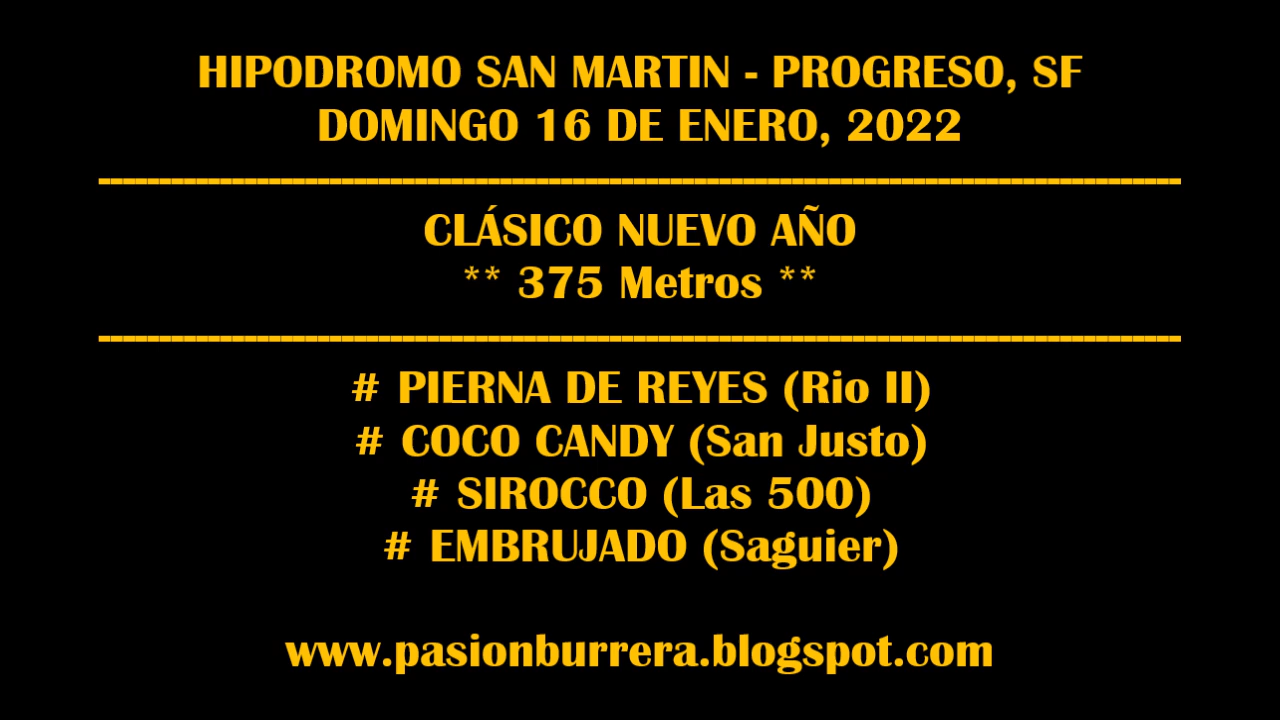 HIPODROMO SAN MARTIN - PROGRESO, SF
DOMINGO 16 DE ENERO, 2022
CLÁSICO NUEVO AÑO
** 375 Metros **
# PIERNA DE REYES (Rio II)
# COCO CANDY (San Justo)
# SIROCCO (Las 500)
# EMBRUJADO (Saguier)
www.pasionburrera.blogspot.com